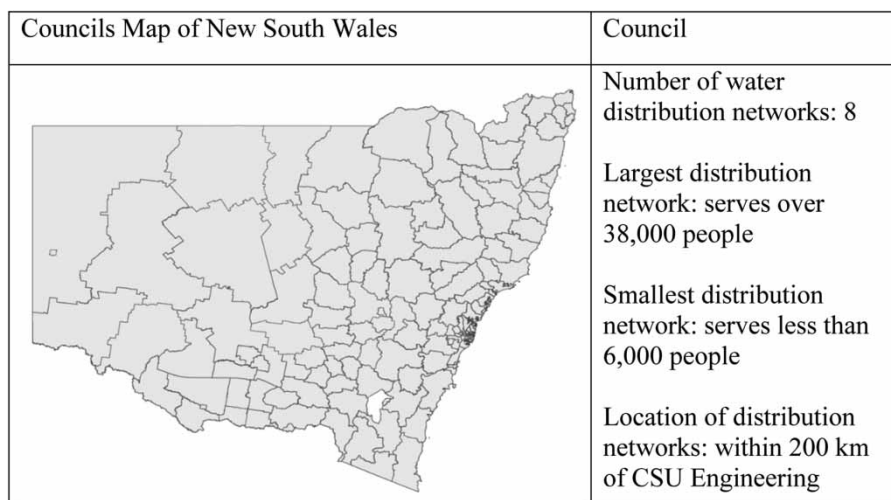 Councils Map of New South Wales
Council
Number of water
distribution networks: 8
Largest distribution
network: serves over
38,000 people
Smallest distribution
network: serves less than
6,000 people
Location of distribution
networks: within 200 km
of CSU Engineering